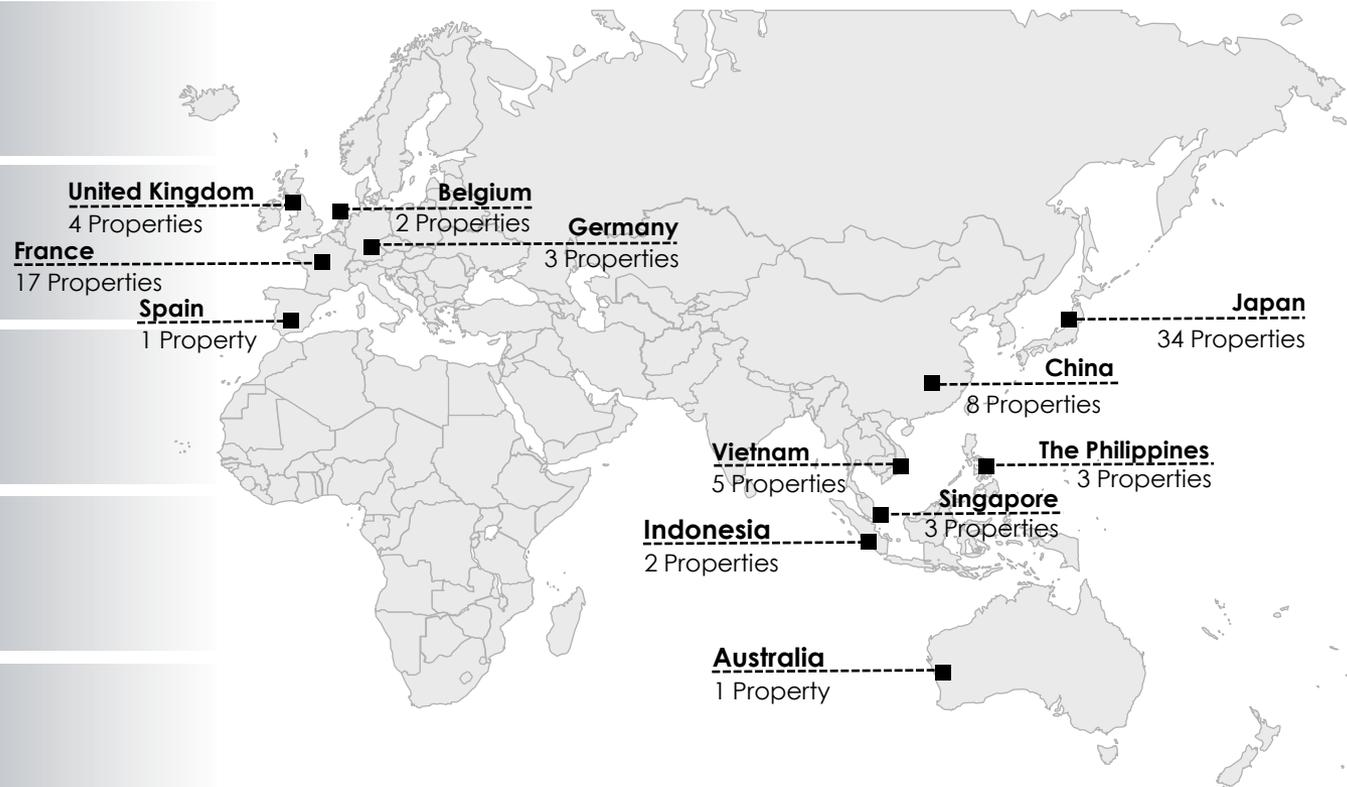 United Kingdom
4 Properties
Belgium
2 Properties
Germany
3 Properties
France
17 Properties
Spain
1 Property
Japan
34 Properties
China
8 Properties
Vietnam
5 Properties
The Philippines
3 Properties
Singapore
3 Properties
Indonesia
2 Properties
Australia
1 Property